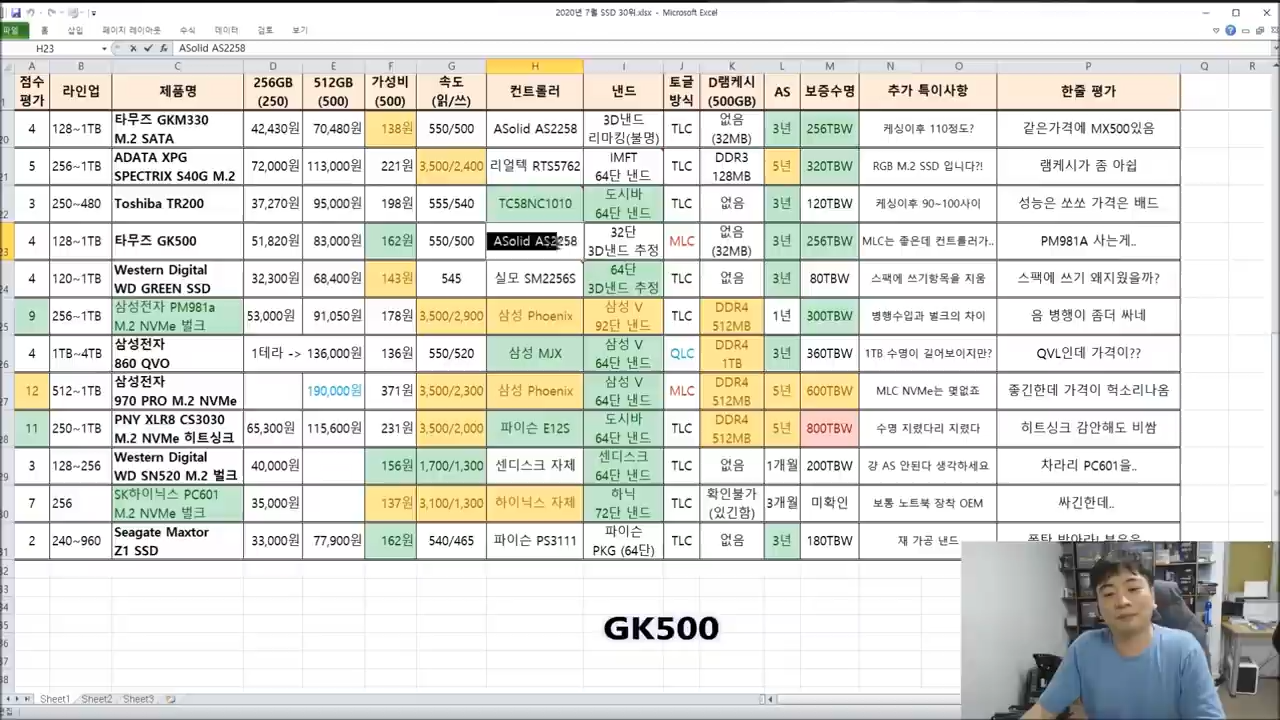 2020년 7월 SSD 30위.xlsx - Microsoft Excel
파일 홈 삽입 페이지 레이아웃 수식 데이터 검토 보기
H23 fx ASolid AS2258
A B C D E F G H I J K L M N O P Q R
점수 평가 라인업 제품명 256GB (250) 512GB (500) 가성비 (500) 속도 (읽/쓰) 컨트롤러 낸드 토글 방식 D램케시 (500GB) AS 보증수명 추가 특이사항 한줄 평가
4 128~1TB 타무즈 GKM330 M.2 SATA 42,430원 70,480원 138원 550/500 ASolid AS2258 3D낸드 리마킹(불명) TLC 없음 (32MB) 3년 256TBW 케싱이후 110정도? 같은가격에 MX500있음
5 256~1TB ADATA XPG SPECTRIX S40G M.2 72,000원 113,000원 221원 3,500/2,400 리얼텍 RTS5762 IMFT 64단 낸드 TLC DDR3 128MB 5년 320TBW RGB M.2 SSD 입니다?! 램케시가 좀 아쉽
3 250~480 Toshiba TR200 37,270원 95,000원 198원 555/540 TC58NC1010 도시바 64단 낸드 TLC 없음 3년 120TBW 케싱이후 90~100사이 성능은 쏘쏘 가격은 배드
4 128~1TB 타무즈 GK500 51,820원 83,000원 162원 550/500 ASolid AS2258 32단 3D낸드 추정 MLC 없음 (32MB) 3년 256TBW MLC는 좋은데 컨트롤러가.. PM981A 사는게..
4 120~1TB Western Digital WD GREEN SSD 32,300원 68,400원 143원 545 실모 SM2256S 64단 3D낸드 추정 TLC 없음 3년 80TBW 스팩에 쓰기항목을 지움 스팩에 쓰기 왜지웠을까?
9 256~1TB 삼성전자 PM981a M.2 NVMe 벌크 53,000원 91,050원 178원 3,500/2,900 삼성 Phoenix 삼성 V 92단 낸드 TLC DDR4 512MB 1년 300TBW 병행수입과 벌크의 차이 음 병행이 좀더 싸네
4 1TB~4TB 삼성전자 860 QVO 1테라 -> 136,000원 136원 550/520 삼성 MJX 삼성 V 64단 낸드 QLC DDR4 1TB 3년 360TBW 1TB 수명이 길어보이지만? QVL인데 가격이??
12 512~1TB 삼성전자 970 PRO M.2 NVMe 190,000원 371원 3,500/2,300 삼성 Phoenix 삼성 V 64단 낸드 MLC DDR4 512MB 5년 600TBW MLC NVMe는 몇없죠 좋긴한데 가격이 헉소리나옴
11 250~1TB PNY XLR8 CS3030 M.2 NVMe 히트싱크 65,300원 115,600원 231원 3,500/2,000 파이슨 E12S 도시바 64단 낸드 TLC DDR4 512MB 5년 800TBW 수명 지렸다리 지렸다 히트싱크 감안해도 비쌈
3 128~256 Western Digital WD SN520 M.2 벌크 40,000원 156원 1,700/1,300 센디스크 자체 센디스크 64단 낸드 TLC 없음 1개월 200TBW 걍 AS 안된다 생각하세요 차라리 PC601을..
7 256 SK하이닉스 PC601 M.2 NVMe 벌크 35,000원 137원 3,100/1,300 하이닉스 자체 하닉 72단 낸드 TLC 확인불가 (있긴함) 3개월 미확인 보통 노트북 장착 OEM 싸긴한데..
2 240~960 Seagate Maxtor Z1 SSD 33,000원 77,900원 162원 540/465 파이슨 PS3111 파이슨 PKG (64단) TLC 없음 3년 180TBW 재 가공 낸드
GK500
Sheet1 Sheet2 Sheet3